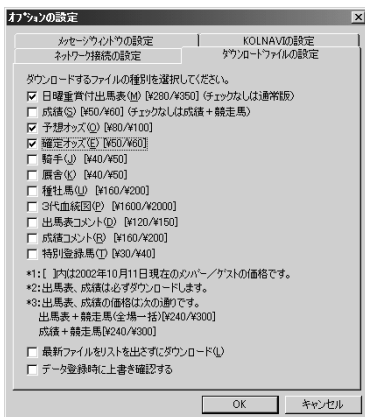 オプションの設定
メッセージウィンドウの設定 KOLNAVIの設定
ネットワーク接続の設定 ダウンロードファイルの設定
ダウンロードするファイルの種別を選択してください。
日曜重賞付出馬表(M) [¥280/¥350] (チェックなしは通常版)
成績(S) [¥50/¥60] (チェックなしは成績+競走馬)
予想オッズ(O) [¥80/¥100]
確定オッズ(E) [¥50/¥60]
騎手(J) [¥40/¥50]
厩舎(K) [¥40/¥50]
種牡馬(U) [¥160/¥200]
3代血統図(P) [¥1600/¥2000]
出馬表コメント(D) [¥120/¥150]
成績コメント(R) [¥160/¥200]
特別登録馬(T) [¥30/¥40]
*1:[ ]内は2002年10月11日現在のメンバー/ゲストの価格です。
*2:出馬表、成績は必ずダウンロードします。
*3:出馬表、成績の価格は次の通りです。
出馬表+競走馬(全場一括)[¥240/¥300]
成績+競走馬[¥240/¥300]
最新ファイルをリストを出さずにダウンロード(L)
データ登録時に上書き確認する
OK キャンセル